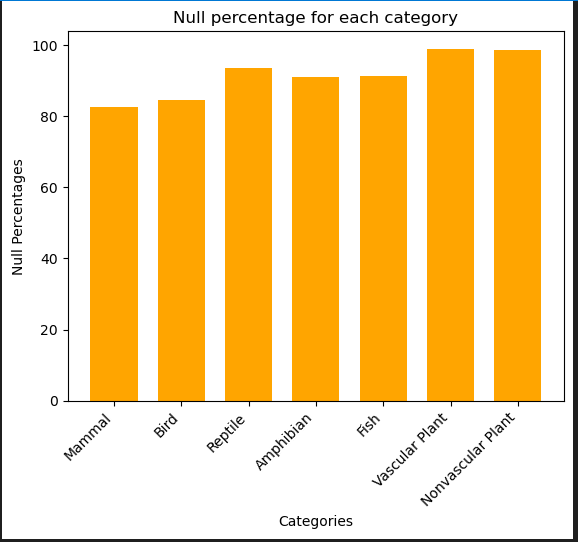 Null percentage for each category
Null Percentages
100
80
60
40
20
0
Mammal
Bird
Reptile
Amphibian
Fish
Vascular Plant
Nonvascular Plant
Categories